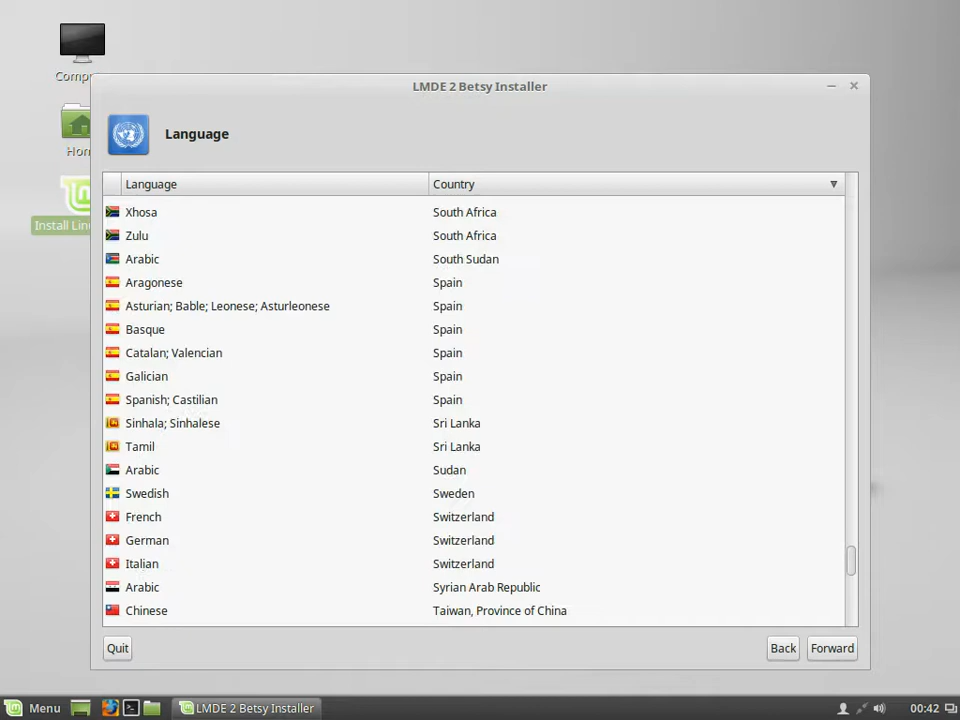 Comp
Hon
Install Lin
LMDE 2 Betsy Installer
Language
Language Country
Xhosa South Africa
Zulu South Africa
Arabic South Sudan
Aragonese Spain
Asturian; Bable; Leonese; Asturleonese Spain
Basque Spain
Catalan; Valencian Spain
Galician Spain
Spanish; Castilian Spain
Sinhala; Sinhalese Sri Lanka
Tamil Sri Lanka
Arabic Sudan
Swedish Sweden
French Switzerland
German Switzerland
Italian Switzerland
Arabic Syrian Arab Republic
Chinese Taiwan, Province of China
Quit Back Forward
Menu LMDE 2 Betsy Installer 00:42